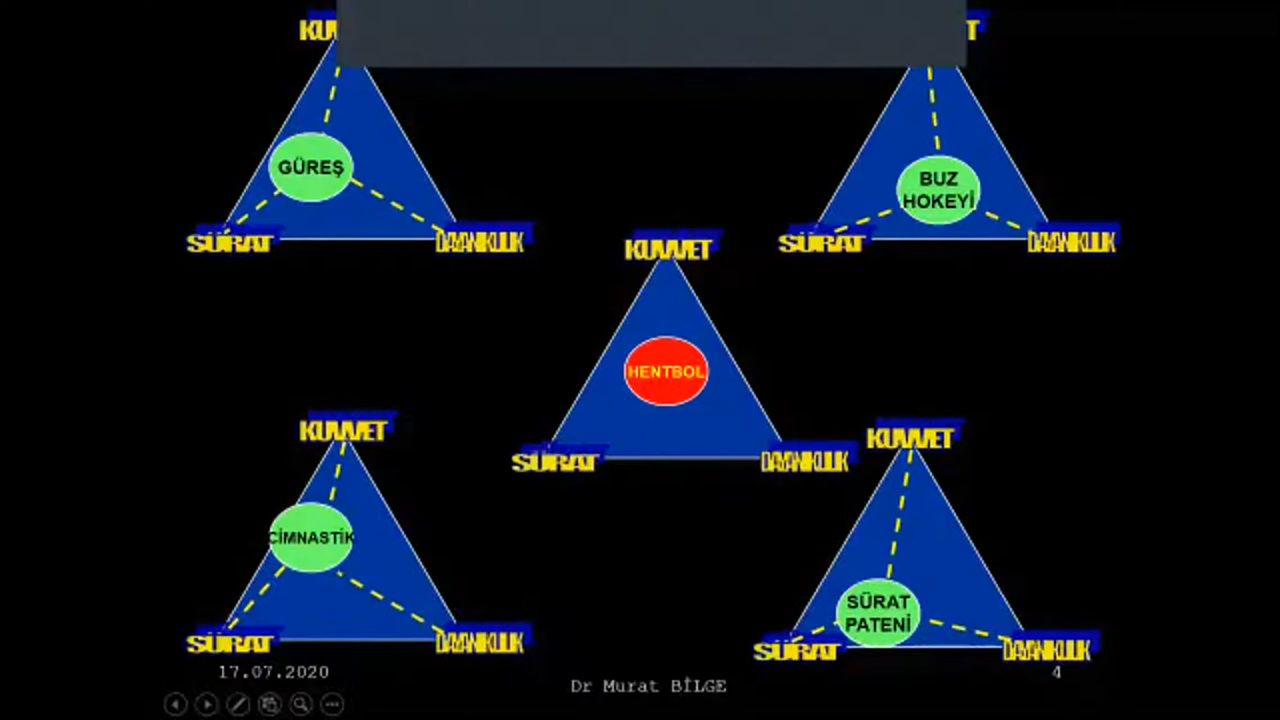 GÜREŞ
SÜRAT
DAYANIKLILIK
BUZ
HOKEYİ
SÜRAT
DAYANIKLILIK
KUVVET
HENTBOL
SÜRAT
DAYANIKLILIK
KUVVET
CİMNASTİK
SÜRAT
DAYANIKLILIK
KUVVET
SÜRAT
PATENİ
SÜRAT
DAYANIKLILIK
17.07.2020
Dr Murat BİLGE
4